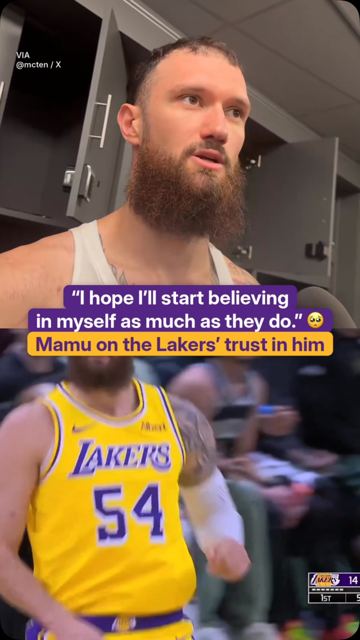 VIA
@mcten / X
“I hope I’ll start believing
in myself as much as they do.” 🥺
Mamu on the Lakers’ trust in him
LAKERS
54
LAKERS 14
1ST